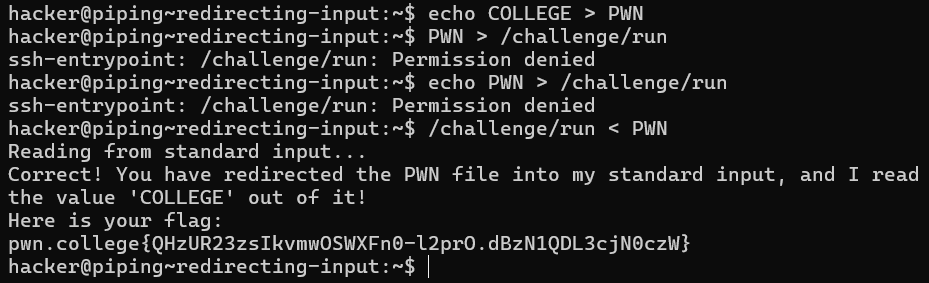 hacker@piping~redirecting-input:~$ echo COLLEGE > PWN
hacker@piping~redirecting-input:~$ PWN > /challenge/run
ssh-entrypoint: /challenge/run: Permission denied
hacker@piping~redirecting-input:~$ echo PWN > /challenge/run
ssh-entrypoint: /challenge/run: Permission denied
hacker@piping~redirecting-input:~$ /challenge/run < PWN
Reading from standard input...
Correct! You have redirected the PWN file into my standard input, and I read
the value 'COLLEGE' out of it!
Here is your flag:
pwn.college{QHzUR23zsIkvmwOSWXFn0-l2prO.dBzN1QDL3cjN0czW}
hacker@piping~redirecting-input:~$